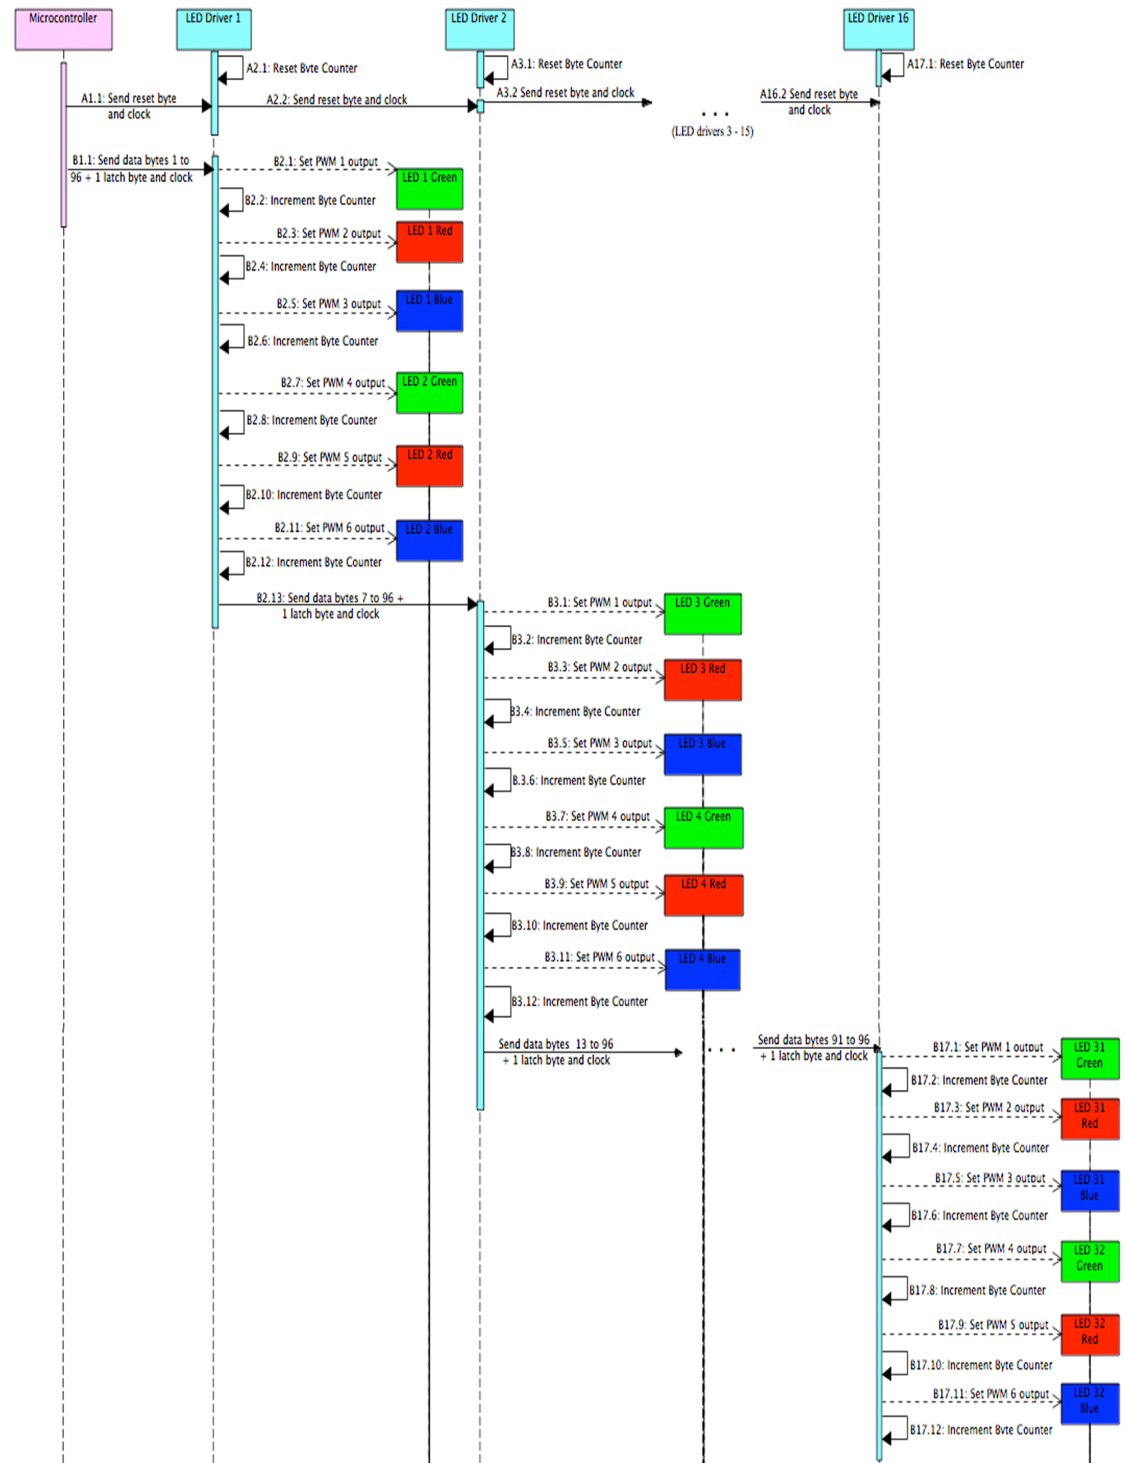 Microcontroller
LED Driver 1
LED Driver 2
LED Driver 16
A2.1: Reset Byte Counter
A3.1: Reset Byte Counter
A17.1: Reset Byte Counter
A1.1: Send reset byte
and clock
A2.2: Send reset byte and clock
A3.2 Send reset byte and clock
A16.2 Send reset byte
and clock
...
(LED drivers 3 - 15)
B1.1: Send data bytes 1 to
96 + 1 latch byte and clock
B2.1: Set PWM 1 output
LED 1 Green
B2.2: Increment Byte Counter
B2.3: Set PWM 2 output
LED 1 Red
B2.4: Increment Byte Counter
B2.5: Set PWM 3 output
LED 1 Blue
B2.6: Increment Byte Counter
B2.7: Set PWM 4 output
LED 2 Green
B2.8: Increment Byte Counter
B2.9: Set PWM 5 output
LED 2 Red
B2.10: Increment Byte Counter
B2.11: Set PWM 6 output
LED 2 Blue
B2.12: Increment Byte Counter
B2.13: Send data bytes 7 to 96 +
1 latch byte and clock
B3.1: Set PWM 1 output
LED 3 Green
B3.2: Increment Byte Counter
B3.3: Set PWM 2 output
LED 3 Red
B3.4: Increment Byte Counter
B3.5: Set PWM 3 output
LED 3 Blue
B.3.6: Increment Byte Counter
B3.7: Set PWM 4 output
LED 4 Green
B3.8: Increment Byte Counter
B3.9: Set PWM 5 output
LED 4 Red
B3.10: Increment Byte Counter
B3.11: Set PWM 6 output
LED 4 Blue
B3.12: Increment Byte Counter
Send data bytes 13 to 96
+ 1 latch byte and clock
...
Send data bytes 91 to 96
+ 1 latch byte and clock
B17.1: Set PWM 1 output
LED 31
Green
B17.2: Increment Byte Counter
B17.3: Set PWM 2 output
LED 31
Red
B17.4: Increment Byte Counter
B17.5: Set PWM 3 output
LED 31
Blue
B17.6: Increment Byte Counter
B17.7: Set PWM 4 output
LED 32
Green
B17.8: Increment Byte Counter
B17.9: Set PWM 5 output
LED 32
Red
B17.10: Increment Byte Counter
B17.11: Set PWM 6 output
LED 32
Blue
B17.12: Increment Byte Counter